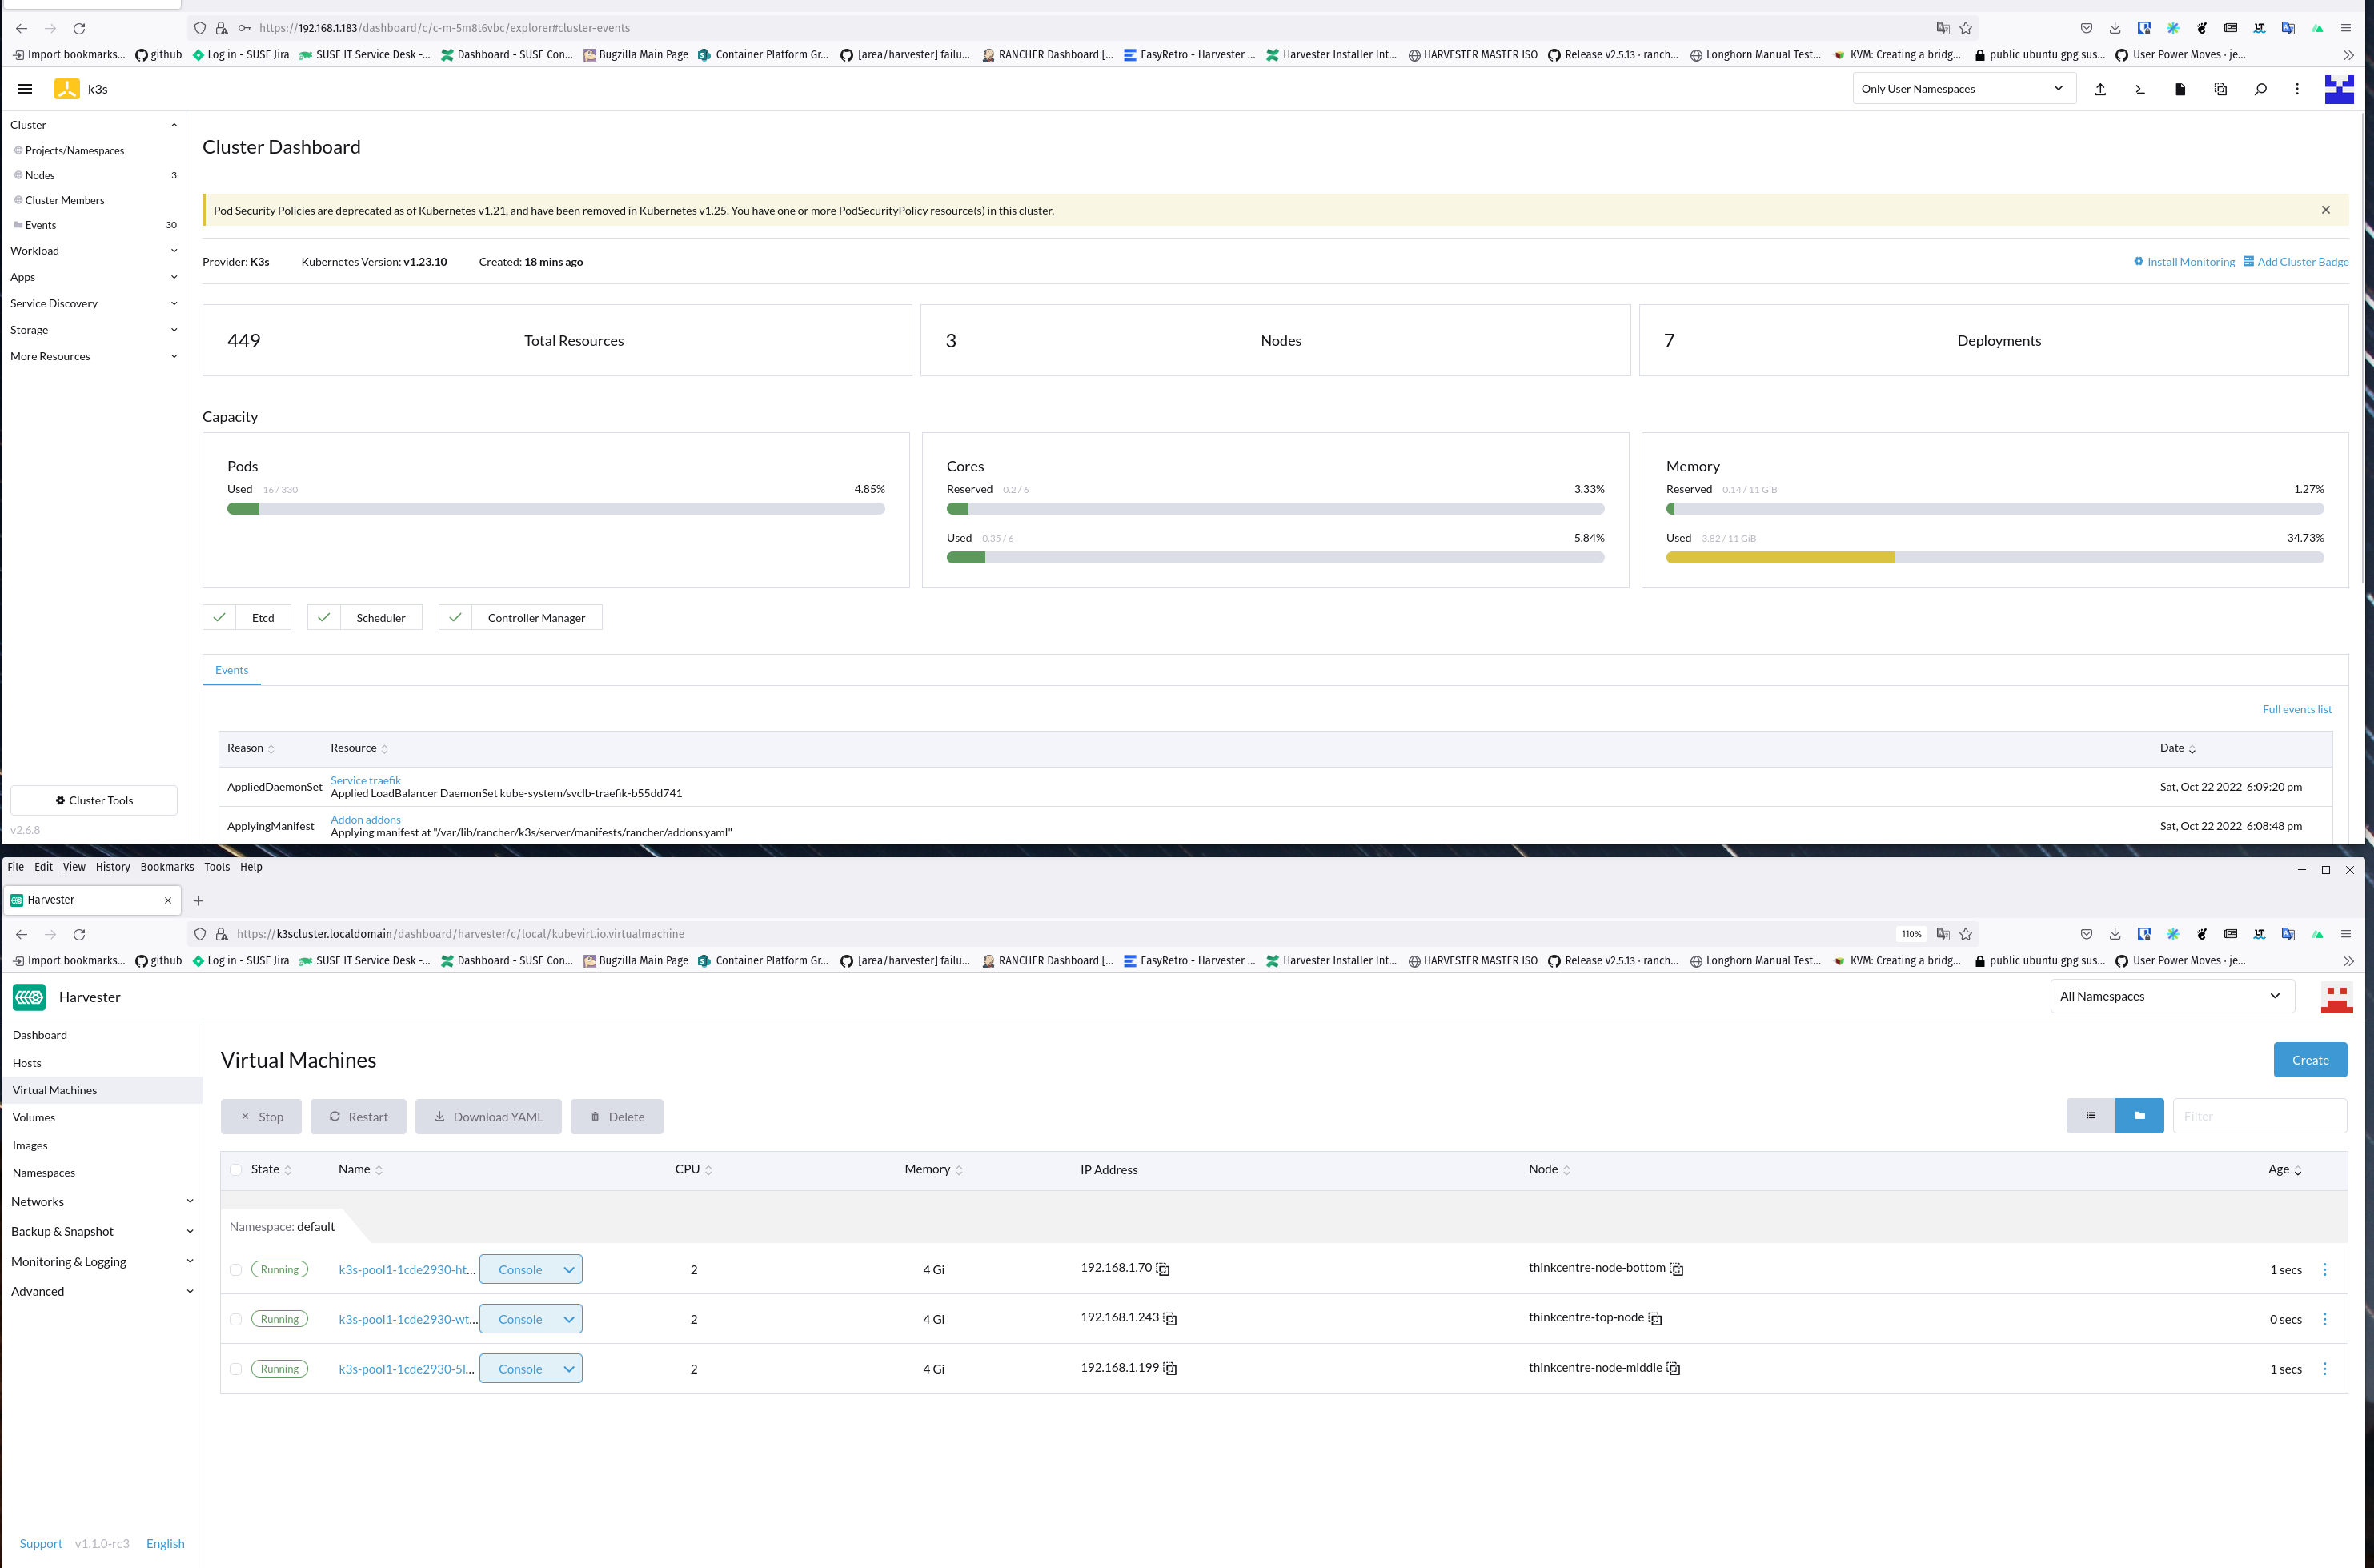 https://192.168.1.183/dashboard/c/c-m-5m8t6vbc/explorer#cluster-events
Import bookmarks... github Log in - SUSE Jira SUSE IT Service Desk -... Dashboard - SUSE Con... Bugzilla Main Page Container Platform Gr... [area/harvester] failu... RANCHER Dashboard [... EasyRetro - Harvester ... Harvester Installer Int... HARVESTER MASTER ISO Release v2.5.13 · ranch... Longhorn Manual Test... KVM: Creating a bridg... public ubuntu gpg sus... User Power Moves · je...
k3s Only User Namespaces
Cluster
Projects/Namespaces
Nodes 3
Cluster Members
Events 30
Workload
Apps
Service Discovery
Storage
More Resources
Cluster Tools
v2.6.8
Cluster Dashboard
Pod Security Policies are deprecated as of Kubernetes v1.21, and have been removed in Kubernetes v1.25. You have one or more PodSecurityPolicy resource(s) in this cluster.
Provider: K3s Kubernetes Version: v1.23.10 Created: 18 mins ago Install Monitoring Add Cluster Badge
449 Total Resources 3 Nodes 7 Deployments
Capacity
Pods
Used 16 / 330 4.85%
Cores
Reserved 0.2 / 6 3.33%
Used 0.35 / 6 5.84%
Memory
Reserved 0.14 / 11 GiB 1.27%
Used 3.82 / 11 GiB 34.73%
Etcd Scheduler Controller Manager
Events
Full events list
Reason Resource Date
AppliedDaemonSet Service traefik
Applied LoadBalancer DaemonSet kube-system/svclb-traefik-b55dd741 Sat, Oct 22 2022 6:09:20 pm
ApplyingManifest Addon addons
Applying manifest at "/var/lib/rancher/k3s/server/manifests/rancher/addons.yaml" Sat, Oct 22 2022 6:08:48 pm
File Edit View History Bookmarks Tools Help
Harvester
https://k3scluster.localdomain/dashboard/harvester/c/local/kubevirt.io.virtualmachine 110%
Import bookmarks... github Log in - SUSE Jira SUSE IT Service Desk -... Dashboard - SUSE Con... Bugzilla Main Page Container Platform Gr... [area/harvester] failu... RANCHER Dashboard [... EasyRetro - Harvester ... Harvester Installer Int... HARVESTER MASTER ISO Release v2.5.13 · ranch... Longhorn Manual Test... KVM: Creating a bridg... public ubuntu gpg sus... User Power Moves · je...
Harvester All Namespaces
Dashboard
Hosts
Virtual Machines
Volumes
Images
Namespaces
Networks
Backup & Snapshot
Monitoring & Logging
Advanced
Support v1.1.0-rc3 English
Virtual Machines Create
Stop Restart Download YAML Delete Filter
State Name CPU Memory IP Address Node Age
Namespace: default
Running k3s-pool1-1cde2930-ht... Console 2 4 Gi 192.168.1.70 thinkcentre-node-bottom 1 secs
Running k3s-pool1-1cde2930-wt... Console 2 4 Gi 192.168.1.243 thinkcentre-top-node 0 secs
Running k3s-pool1-1cde2930-5l... Console 2 4 Gi 192.168.1.199 thinkcentre-node-middle 1 secs